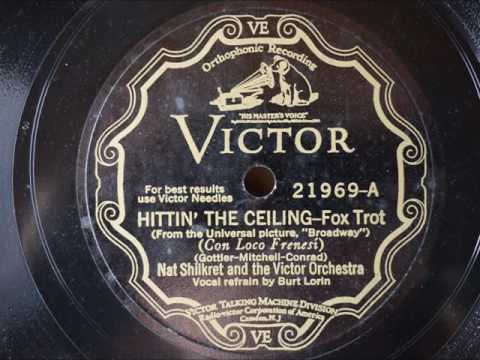 VE
Orthophonic Recording
"HIS MASTER'S VOICE"
VICTOR
For best results
use Victor Needles
21969-A
HITTIN' THE CEILING–Fox Trot
(From the Universal picture, "Broadway")
(Con Loco Frenesi)
(Gottler-Mitchell-Conrad)
Nat Shilkret and the Victor Orchestra
Vocal refrain by Burt Lorin
VICTOR TALKING MACHINE DIVISION
Radio-Victor Corporation of America
Camden, N. J.
VE